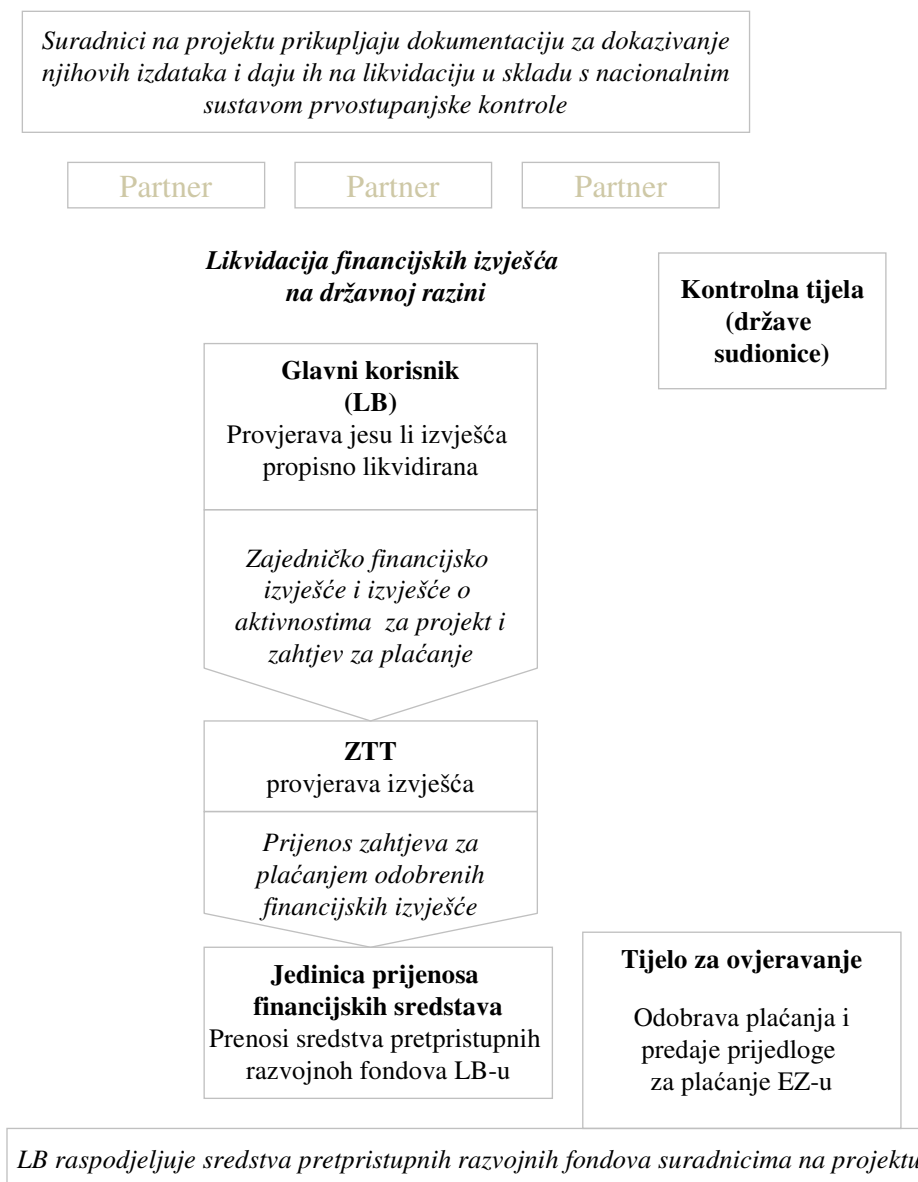 Suradnici na projektu prikupljaju dokumentaciju za dokazivanje
njihovih izdataka i daju ih na likvidaciju u skladu s nacionalnim
sustavom prvostupanjske kontrole
Partner
Partner
Partner
Likvidacija financijskih izvješća
na državnoj razini
Kontrolna tijela
(države
sudionice)
Glavni korisnik
(LB)
Provjerava jesu li izvješća
propisno likvidirana
Zajedničko financijsko
izvješće i izvješće o
aktivnostima za projekt i
zahtjev za plaćanje
ZTT
provjerava izvješća
Prijenos zahtjeva za
plaćanjem odobrenih
financijskih izvješće
Jedinica prijenosa
financijskih sredstava
Prenosi sredstva pretpristupnih
razvojnoh fondova LB-u
Tijelo za ovjeravanje
Odobrava plaćanja i
predaje prijedloge
za plaćanje EZ-u
LB raspodjeljuje sredstva pretpristupnih razvojnih fondova suradnicima na projektu